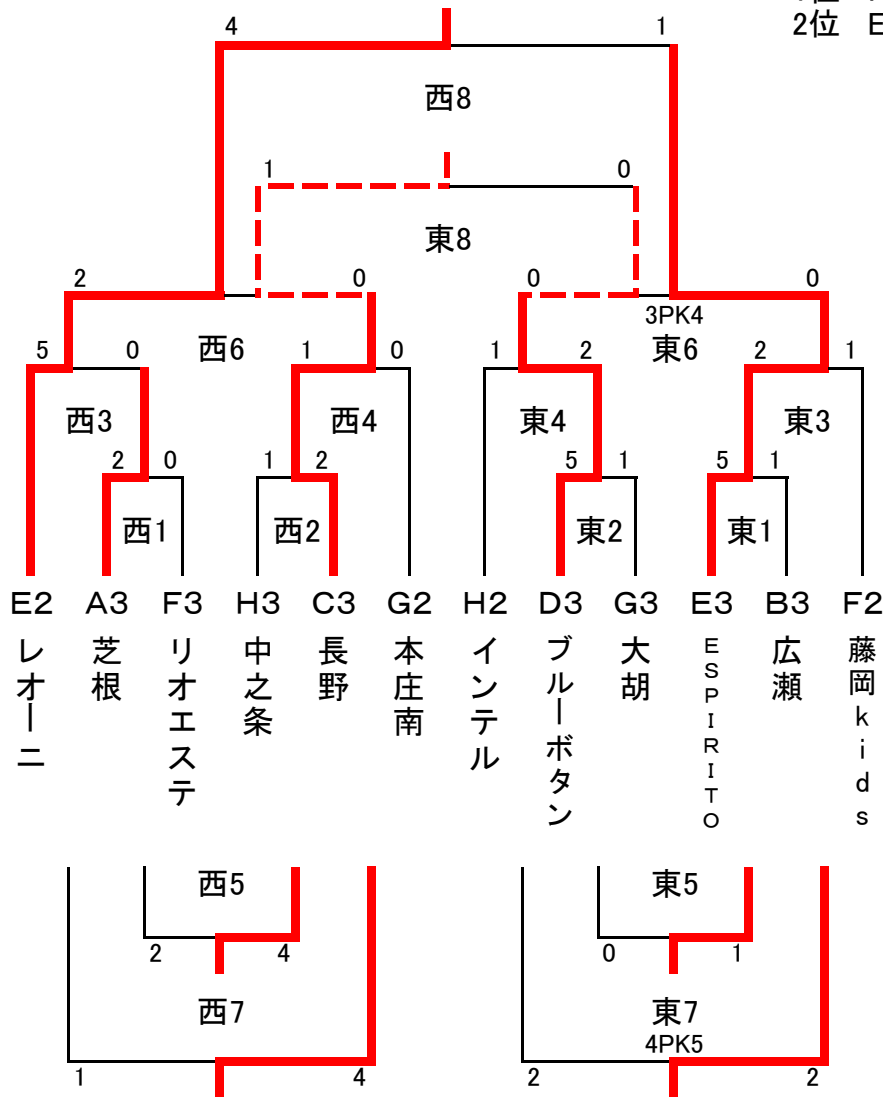 4 1
2位 E
西8
1 0
東8
2 0 0 0
3PK4
西6 東6
5 0 1 0 1 2 2 1
西3 西4 東4 東3
2 0 1 2 5 1 5 1
西1 西2 東2 東1
E2 A3 F3 H3 C3 G2 H2 D3 G3 E3 B3 F2
レオーニ
芝根
リオエステ
中之条
長野
本庄南
インテル
ブルーボタン
大胡
ESPIRITO
広瀬
藤岡kids
西5 東5
2 4 0 1
西7 東7
4PK5
1 4 2 2